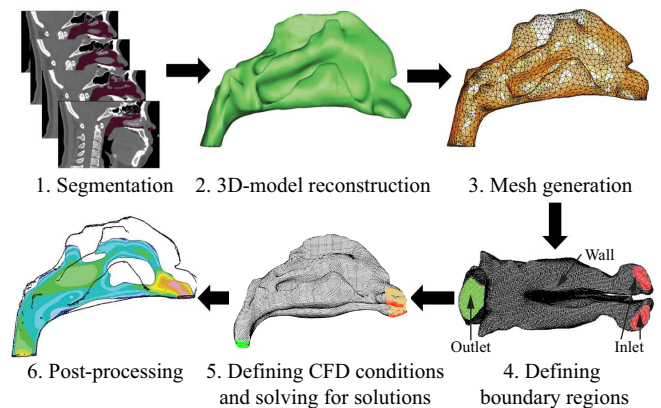 1. Segmentation
2. 3D-model reconstruction
3. Mesh generation
Wall
Outlet
Inlet
6. Post-processing
5. Defining CFD conditions
and solving for solutions
4. Defining
boundary regions